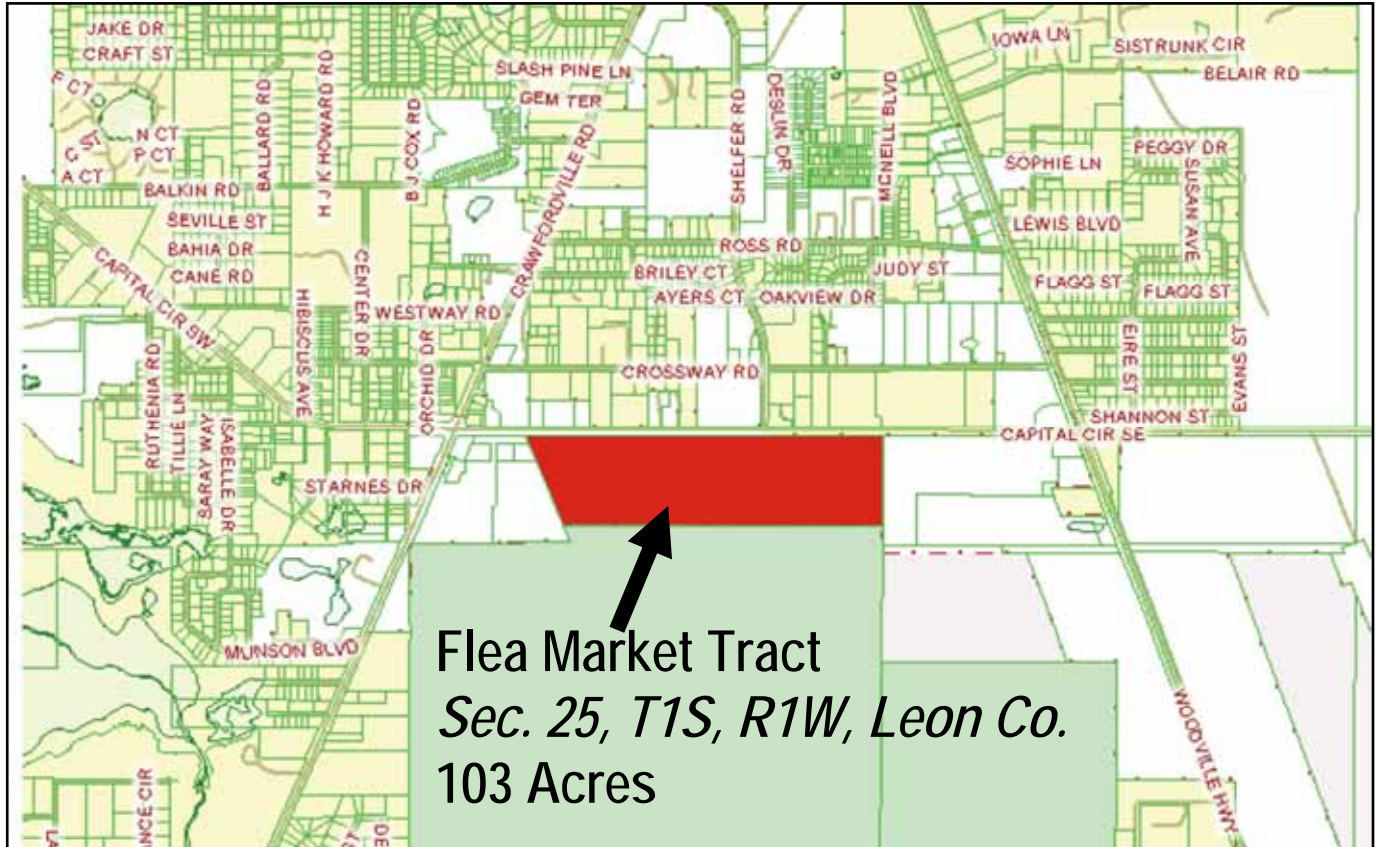 JAKE DR
CRAFT ST
F CT
N CT
C ST
P CT
A CT
BALLARD RD
H J K HOWARD RD
B J COX RD
SLASH PINE LN
GEM TER
CRAWFORDVILLE RD
SHELFER RD
DESLIN DR
MCNEILL BLVD
IOWA LN
SISTRUNK CIR
BELAIR RD
PEGGY DR
SOPHIE LN
SUSAN AVE
LEWIS BLVD
BALKIN RD
SEVILLE ST
BAHIA DR
CANE RD
CAPITAL CIR SW
CENTER DR
HIBISCUS AVE
WESTWAY RD
ORCHID DR
ROSS RD
BRILEY CT
JUDY ST
AYERS CT
OAKVIEW DR
FLAGG ST
FLAGG ST
EIRE ST
EVANS ST
CROSSWAY RD
SHANNON ST
CAPITAL CIR SE
RUTHENIA RD
TILLIE LN
SARAY WAY
ISABELLE DR
STARNES DR
MUNSON BLVD
WOODVILLE HWY
Flea Market Tract
Sec. 25, T1S, R1W, Leon Co.
103 Acres